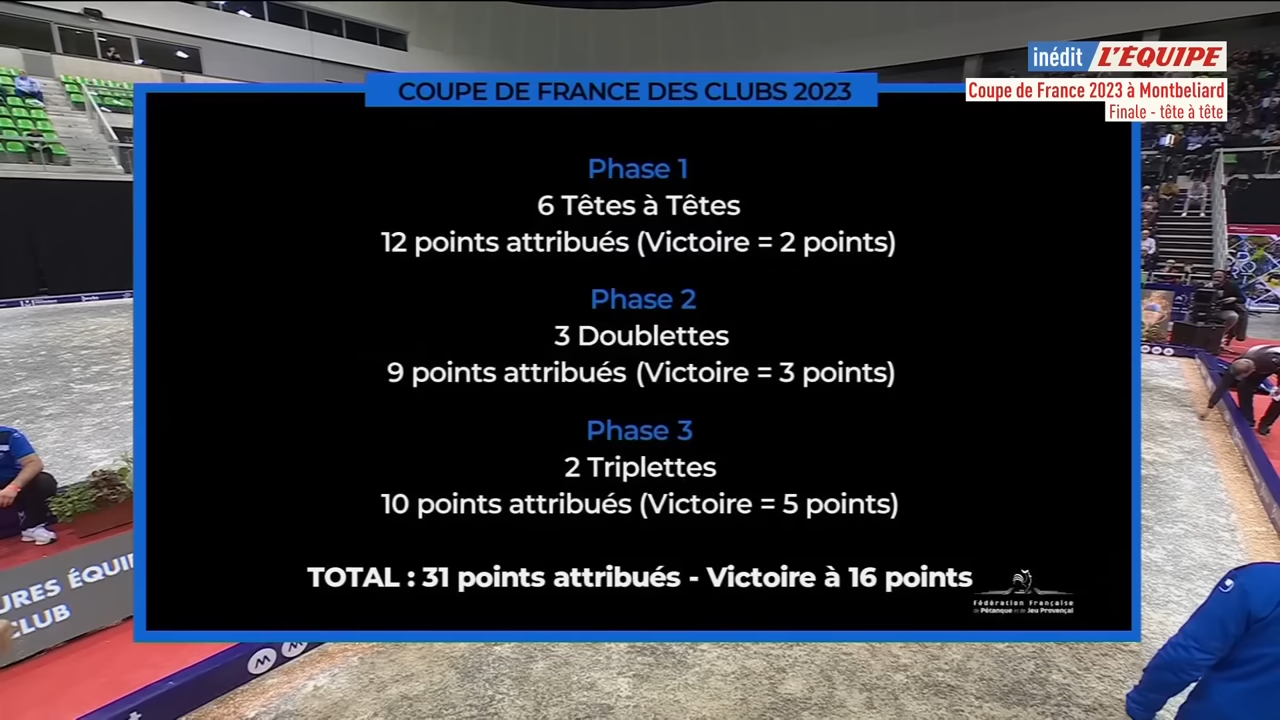 inédit L'ÉQUIPE
Coupe de France 2023 à Montbeliard
Finale - tête à tête
COUPE DE FRANCE DES CLUBS 2023
Phase 1
6 Têtes à Têtes
12 points attribués (Victoire = 2 points)
Phase 2
3 Doublettes
9 points attribués (Victoire = 3 points)
Phase 3
2 Triplettes
10 points attribués (Victoire = 5 points)
TOTAL : 31 points attribués - Victoire à 16 points
Fédération Française
de Pétanque et de Jeu Provençal
URES ÉQUI
CLUB